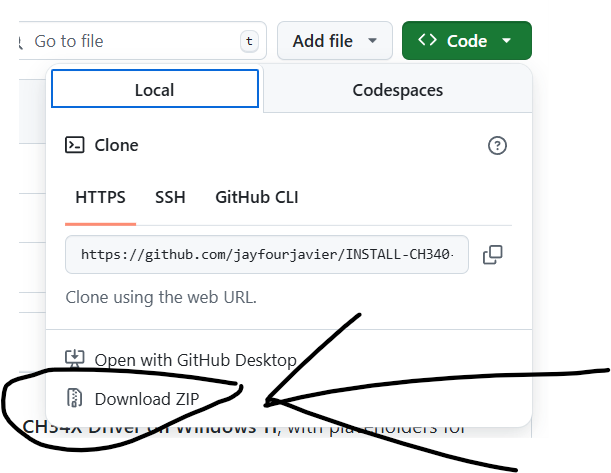 Go to file t Add file <> Code
Local Codespaces
Clone
HTTPS SSH GitHub CLI
https://github.com/jayfourjavier/INSTALL-CH340-
Clone using the web URL.
Open with GitHub Desktop
Download ZIP
CH34X Driver on Windows 11, with placeholders for